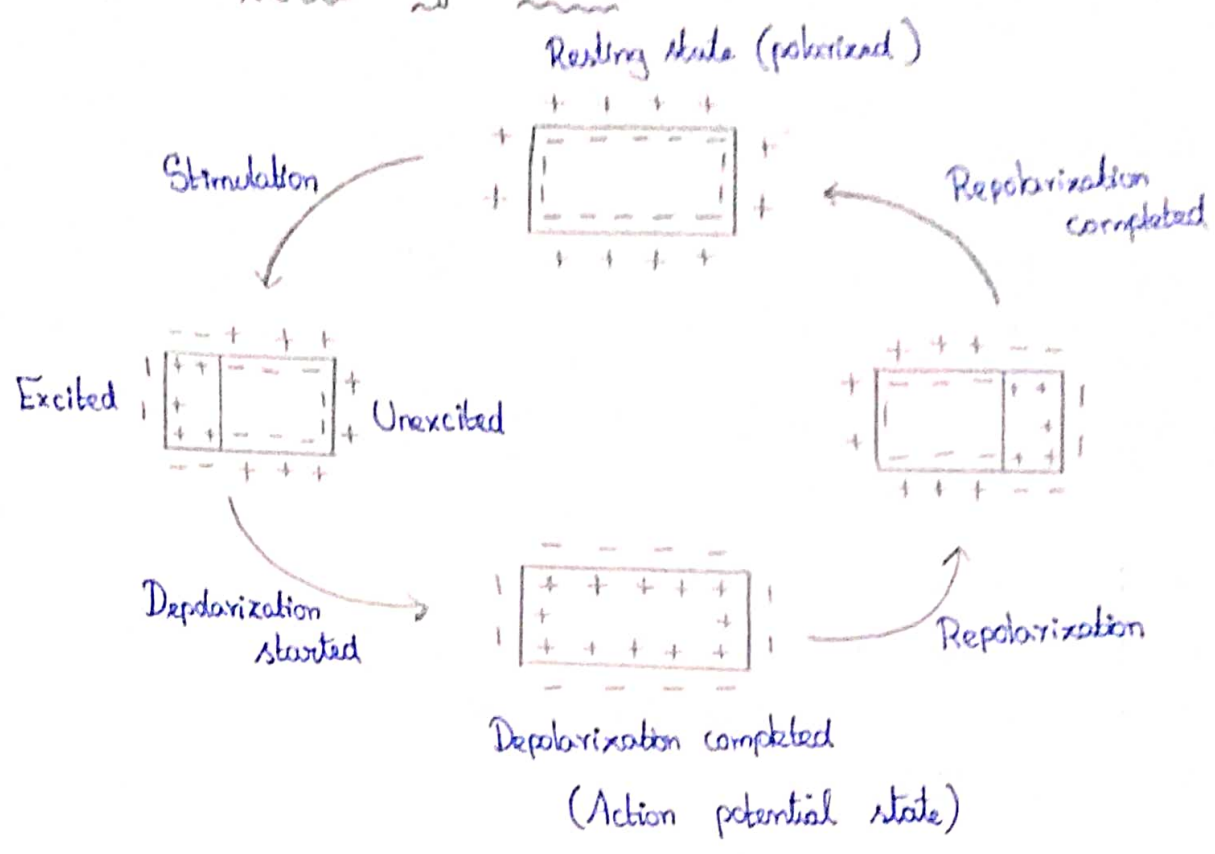 Resting state (polarized)
Stimulation
Repolarization
completed
Excited
Unexcited
Depolarization
started
Repolarization
Depolarization completed
(Action potential state)